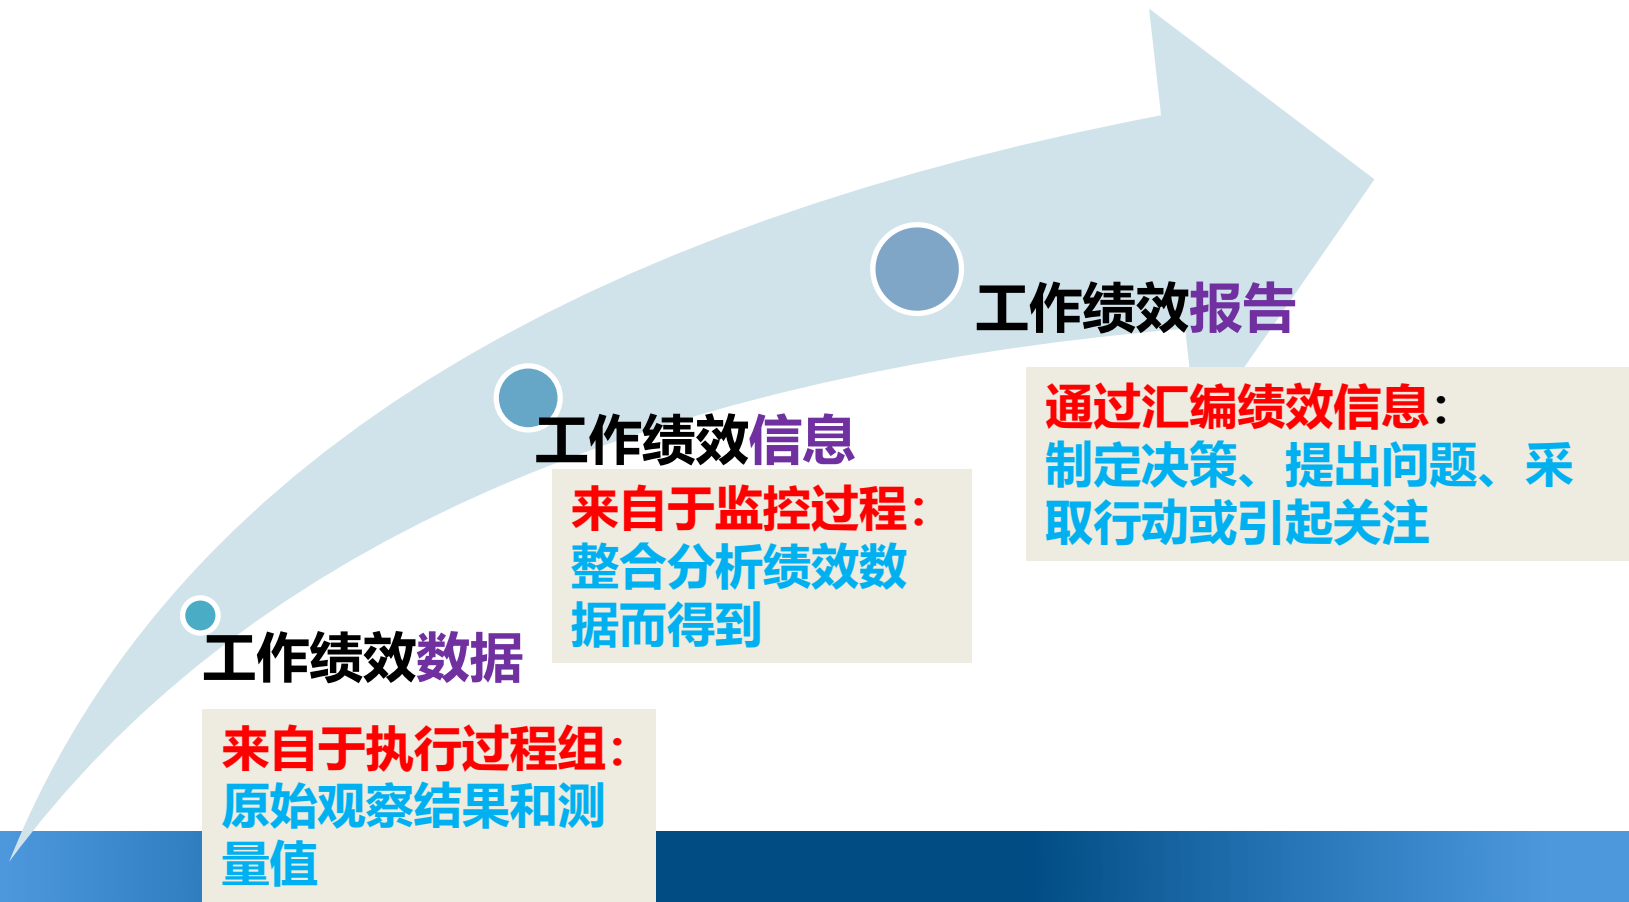 工作绩效报告
通过汇编绩效信息：
制定决策、提出问题、采
取行动或引起关注
工作绩效信息
来自于监控过程：
整合分析绩效数
据而得到
工作绩效数据
来自于执行过程组：
原始观察结果和测
量值